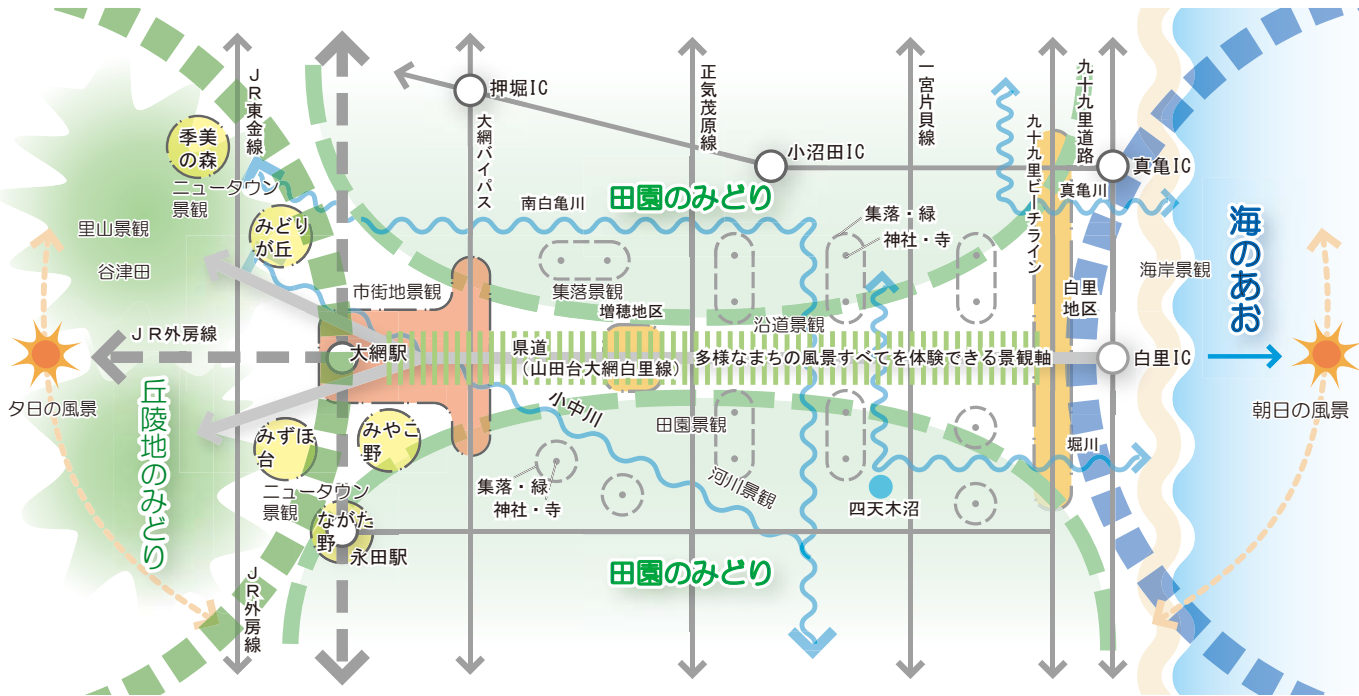 JR東金線
季美
の森
ニュータウン
景観
みどり
が丘
里山景観
谷津田
押堀IC
大網バイパス
正気茂原線
一宮片貝線
九十九里道路
九十九里ビーチライン
小沼田IC
真亀IC
真亀川
田園のみどり
南白亀川
集落・緑
神社・寺
海岸景観
海のあお
市街地景観
集落景観
増穂地区
沿道景観
白里
地区
JR外房線
大網駅
県道
（山田台大網白里線）
多様なまちの風景すべてを体験できる景観軸
白里IC
夕日の風景
朝日の風景
丘陵地のみどり
みずほ
台
みやこ
野
小中川
田園景観
堀川
集落・緑
神社・寺
河川景観
四天木沼
ニュータウン
景観
ながた
野
永田駅
田園のみどり
JR外房線